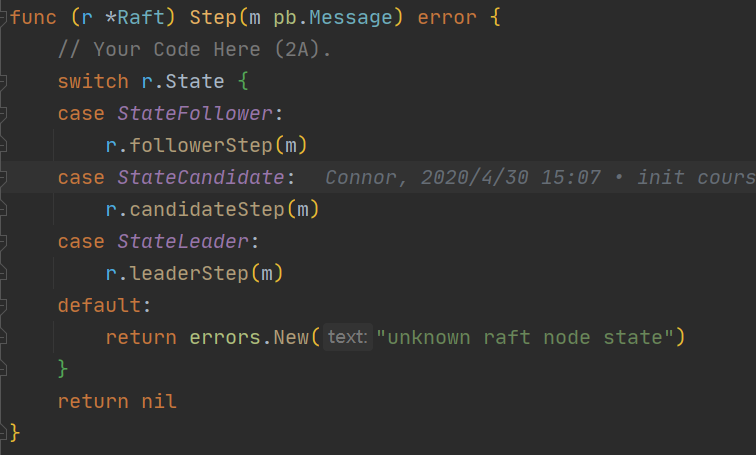 func (r *Raft) Step(m pb.Message) error {
    // Your Code Here (2A).
    switch r.State {
    case StateFollower:
        r.followerStep(m)
    case StateCandidate:  Connor, 2020/4/30 15:07 • init cours
        r.candidateStep(m)
    case StateLeader:
        r.leaderStep(m)
    default:
        return errors.New( text: "unknown raft node state")
    }
    return nil
}